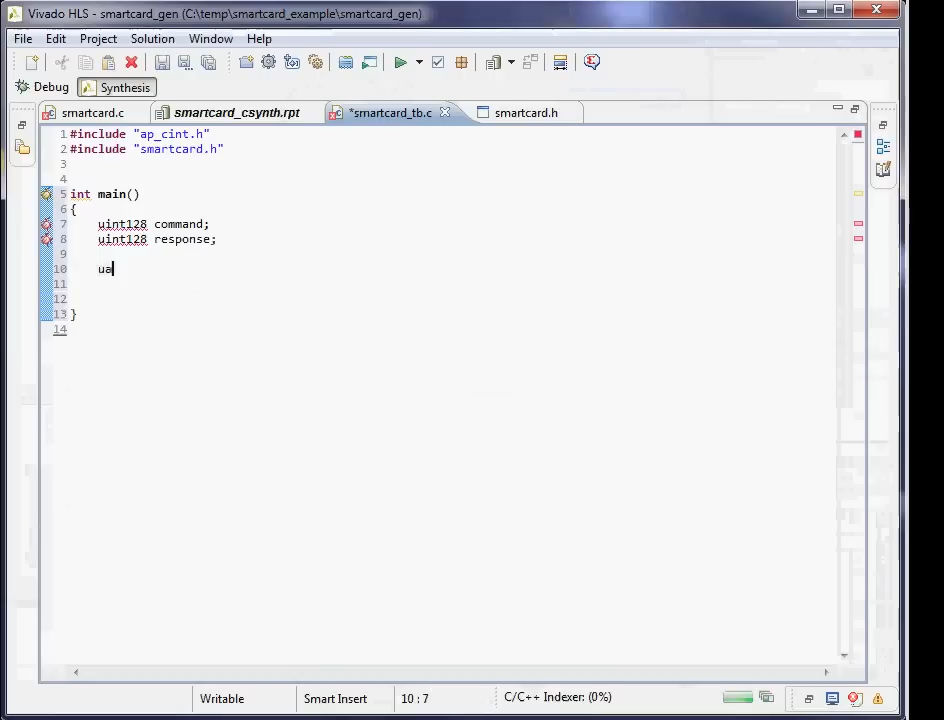 Vivado HLS - smartcard_gen (C:\temp\smartcard_example\smartcard_gen)
File Edit Project Solution Window Help
Debug Synthesis
smartcard.c smartcard_csynth.rpt *smartcard_tb.c smartcard.h
1 #include "ap_cint.h"
2 #include "smartcard.h"
3
4
5 int main()
6 {
7 uint128 command;
8 uint128 response;
9
10 ua
11
12
13 }
14
Writable Smart Insert 10 : 7 C/C++ Indexer: (0%)